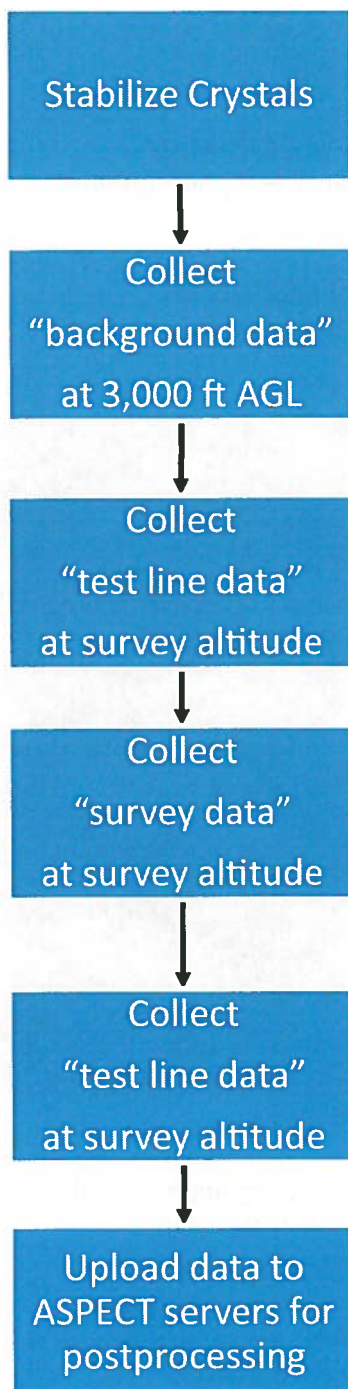 Stabilize Crystals
Collect
“background data”
at 3,000 ft AGL
Collect
“test line data”
at survey altitude
Collect
“survey data”
at survey altitude
Collect
“test line data”
at survey altitude
Upload data to
ASPECT servers for
postprocessing